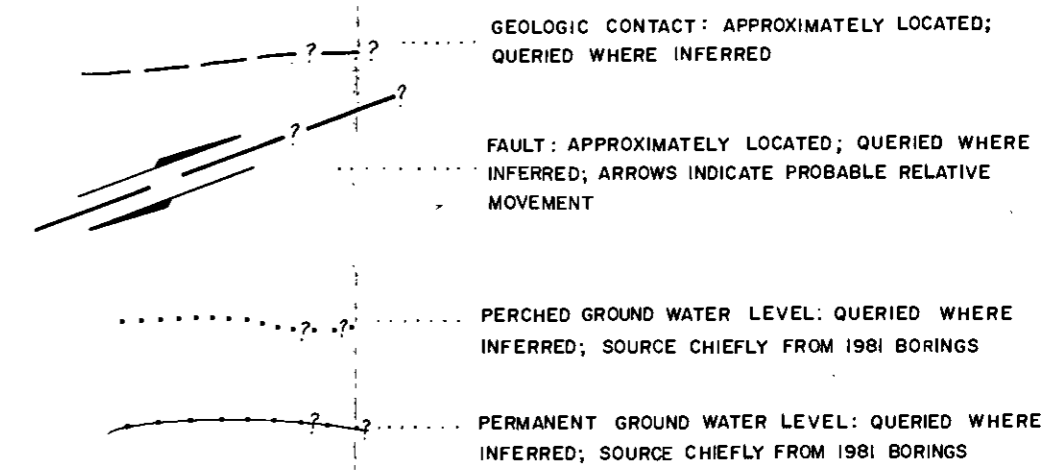 GEOLOGIC CONTACT: APPROXIMATELY LOCATED;
? ?
QUERIED WHERE INFERRED
?
?
FAULT: APPROXIMATELY LOCATED; QUERIED WHERE
INFERRED; ARROWS INDICATE PROBABLE RELATIVE
MOVEMENT
PERCHED GROUND WATER LEVEL: QUERIED WHERE
? ?
INFERRED; SOURCE CHIEFLY FROM 1981 BORINGS
? ?
PERMANENT GROUND WATER LEVEL: QUERIED WHERE
INFERRED; SOURCE CHIEFLY FROM 1981 BORINGS